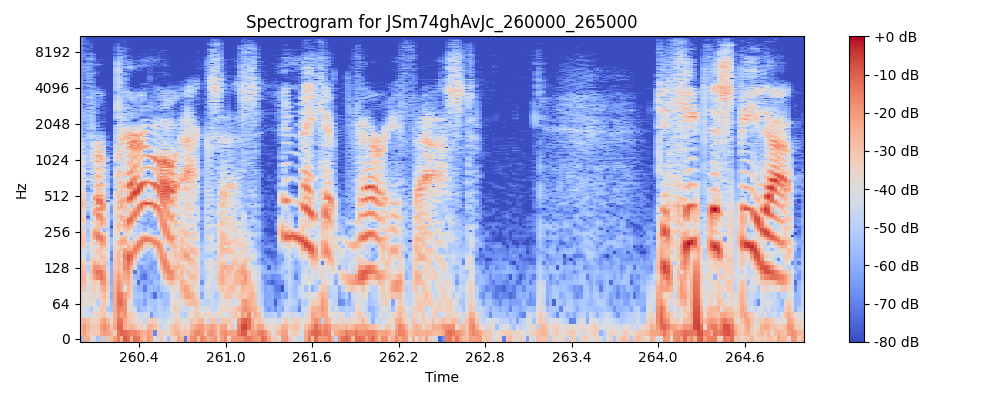 Spectrogram for JSm74ghAvJc_260000_265000
8192
4096
2048
1024
512
256
128
64
0
Hz
260.4 261.0 261.6 262.2 262.8 263.4 264.0 264.6
Time
+0 dB
-10 dB
-20 dB
-30 dB
-40 dB
-50 dB
-60 dB
-70 dB
-80 dB